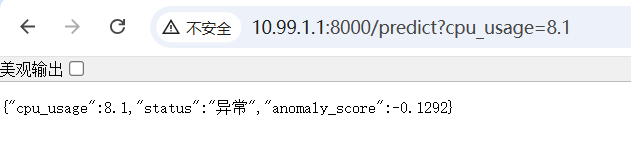 不安全 10.99.1.1:8000/predict?cpu_usage=8.1
美观输出
{"cpu_usage":8.1,"status":"异常","anomaly_score":-0.1292}